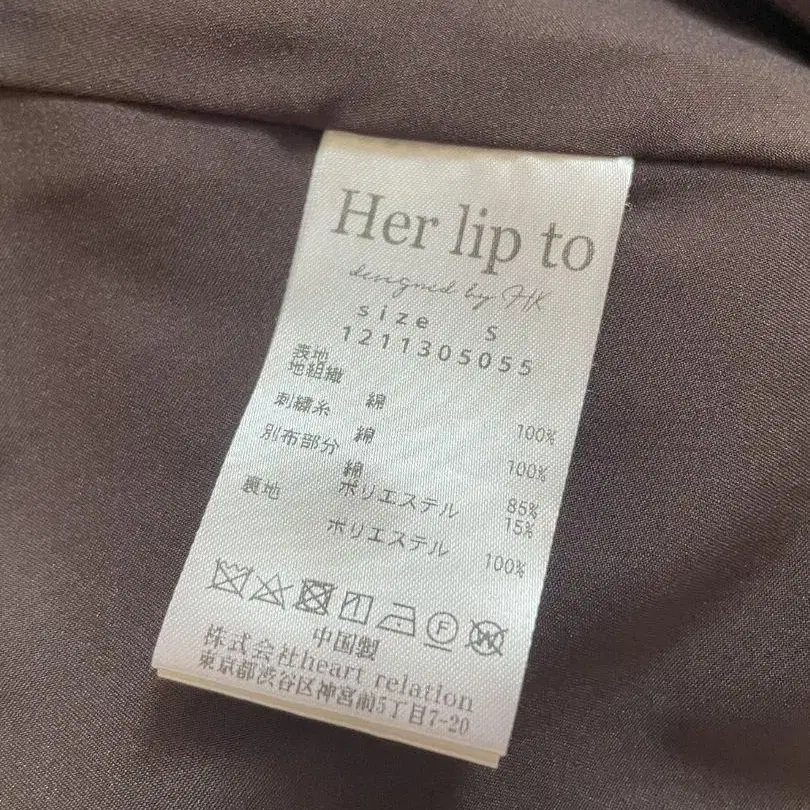 Her lip to
designed by HK
size S
1211305055
表地
地組織 綿 100%
刺繍糸 綿 100%
別布部分 綿 85%
ポリエステル 15%
裏地 ポリエステル 100%
F W
中国製
株式会社heart relation
東京都渋谷区神宮前5丁目7-20